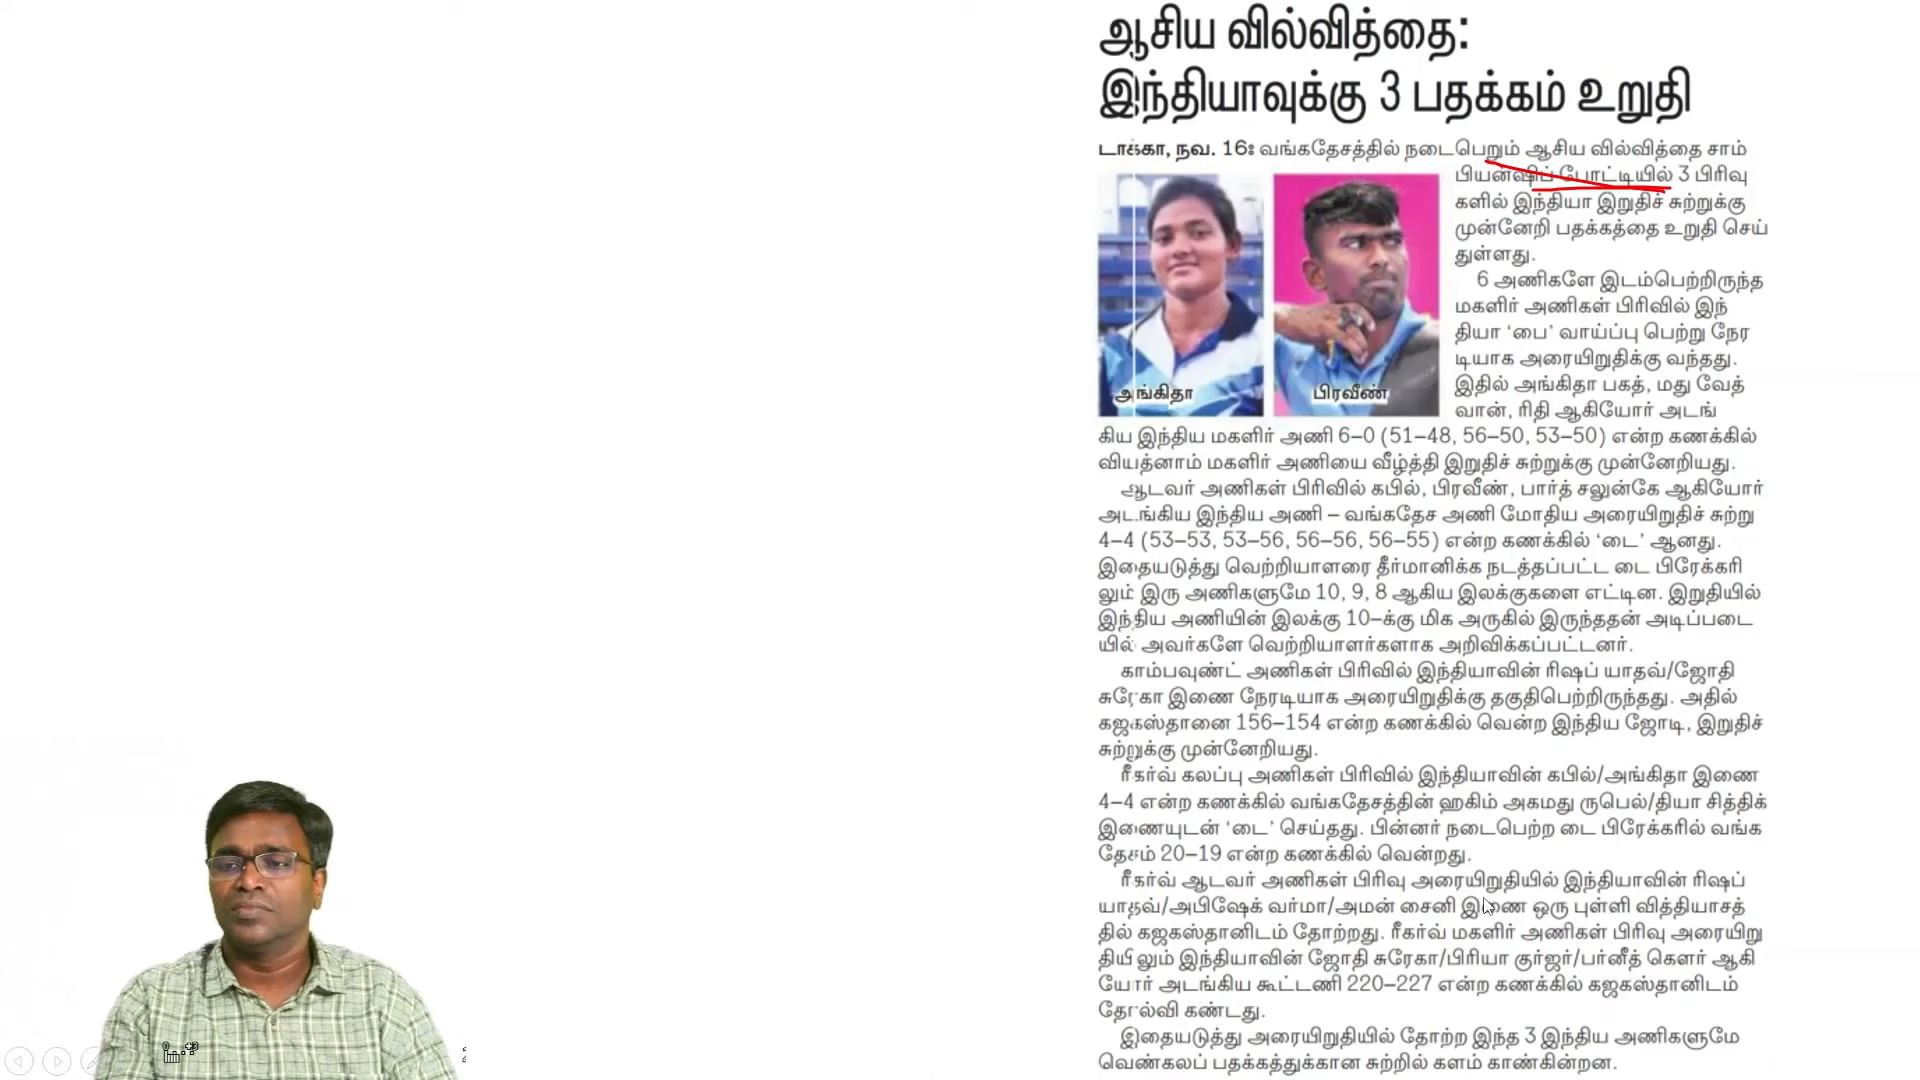 ஆசிய வில்வித்தை:
இந்தியாவுக்கு 3 பதக்கம் உறுதி
டாக்கா, நவ. 16: வங்கதேசத்தில் நடைபெறும் ஆசிய வில்வித்தை சாம்
பியன்ஷிப் போட்டியில் 3 பிரிவு
களில் இந்தியா இறுதிச் சுற்றுக்கு
முன்னேறி பதக்கத்தை உறுதி செய்
துள்ளது.
6 அணிகளே இடம்பெற்றிருந்த
மகளிர் அணிகள் பிரிவில் இந்
தியா ‘பை’ வாய்ப்பு பெற்று நேர
டியாக அரையிறுதிக்கு வந்தது.
இதில் அங்கிதா பகத், மது வேத்
வான், ரிதி ஆகியோர் அடங்
அங்கிதா
பிரவீண்
கிய இந்திய மகளிர் அணி 6–0 (51–48, 56–50, 53–50) என்ற கணக்கில்
வியத்னாம் மகளிர் அணியை வீழ்த்தி இறுதிச் சுற்றுக்கு முன்னேறியது.
ஆடவர் அணிகள் பிரிவில் கபில், பிரவீண், பார்த் சலுன்கே ஆகியோர்
அடங்கிய இந்திய அணி – வங்கதேச அணி மோதிய அரையிறுதிச் சுற்று
4–4 (53–53, 53–56, 56–56, 56–55) என்ற கணக்கில் ‘டை’ ஆனது.
இதையடுத்து வெற்றியாளரை தீர்மானிக்க நடத்தப்பட்ட டை பிரேக்கரி
லும் இரு அணிகளுமே 10, 9, 8 ஆகிய இலக்குகளை எட்டின. இறுதியில்
இந்திய அணியின் இலக்கு 10–க்கு மிக அருகில் இருந்ததன் அடிப்படை
யில் அவர்களே வெற்றியாளர்களாக அறிவிக்கப்பட்டனர்.
காம்பவுண்ட் அணிகள் பிரிவில் இந்தியாவின் ரிஷப் யாதவ்/ஜோதி
சுரேகா இணை நேரடியாக அரையிறுதிக்கு தகுதிபெற்றிருந்தது. அதில்
கஜகஸ்தானை 156–154 என்ற கணக்கில் வென்ற இந்திய ஜோடி, இறுதிச்
சுற்றுக்கு முன்னேறியது.
ரீகர்வ் கலப்பு அணிகள் பிரிவில் இந்தியாவின் கபில்/அங்கிதா இணை
4–4 என்ற கணக்கில் வங்கதேசத்தின் ஹகிம் அகமது ருபெல்/தியா சித்திக்
இணையுடன் ‘டை’ செய்தது. பின்னர் நடைபெற்ற டை பிரேக்கரில் வங்க
தேசம் 20–19 என்ற கணக்கில் வென்றது.
ரீகர்வ் ஆடவர் அணிகள் பிரிவு அரையிறுதியில் இந்தியாவின் ரிஷப்
யாதவ்/அபிஷேக் வர்மா/அமன் சைனி இணை ஒரு புள்ளி வித்தியாசத்
தில் கஜகஸ்தானிடம் தோற்றது. ரீகர்வ் மகளிர் அணிகள் பிரிவு அரையிறு
தியிலும் இந்தியாவின் ஜோதி சுரேகா/பிரியா குர்ஜர்/பர்னீத் கௌர் ஆகி
யோர் அடங்கிய கூட்டணி 220–227 என்ற கணக்கில் கஜகஸ்தானிடம்
தோல்வி கண்டது.
இதையடுத்து அரையிறுதியில் தோற்ற இந்த 3 இந்திய அணிகளுமே
வெண்கலப் பதக்கத்துக்கான சுற்றில் களம் காண்கின்றன.